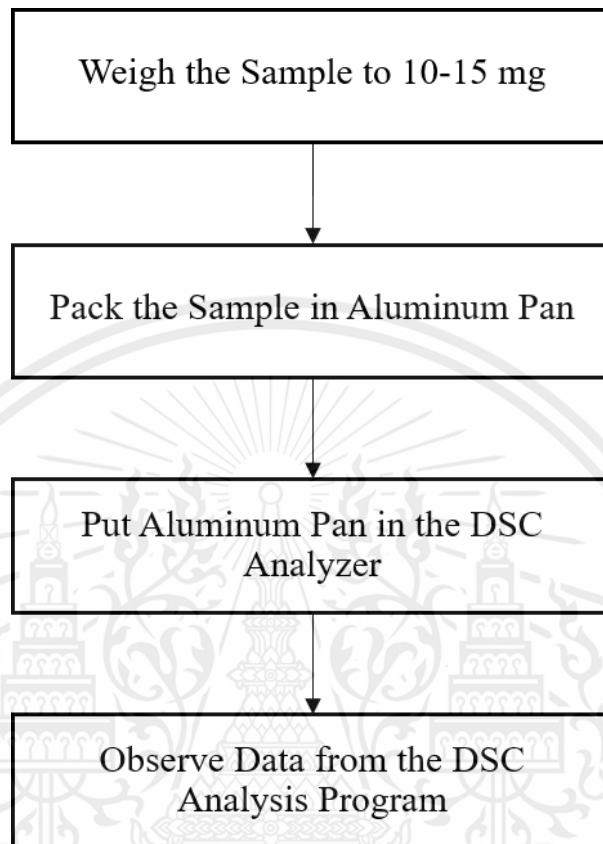 Weigh the Sample to 10-15 mg
Pack the Sample in Aluminum Pan
Put Aluminum Pan in the DSC
Analyzer
Observe Data from the DSC
Analysis Program